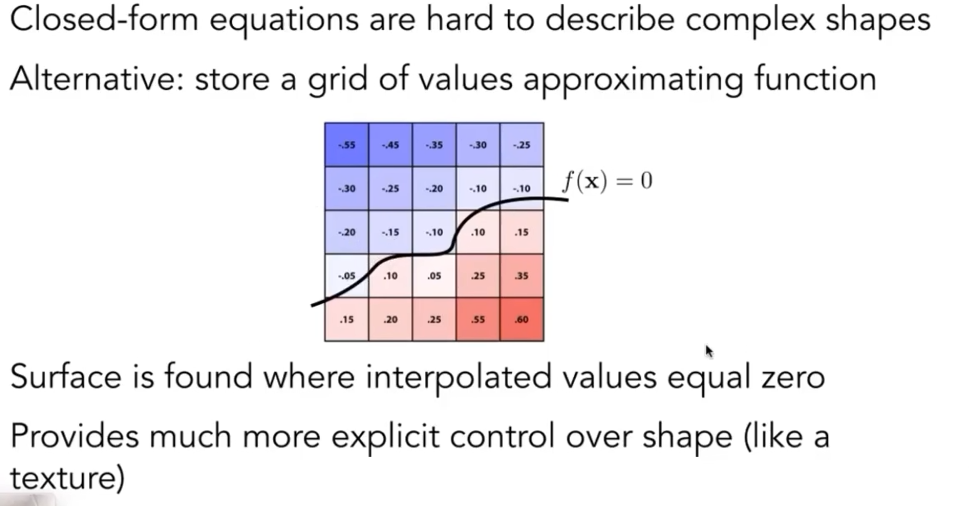 Closed-form equations are hard to describe complex shapes
Alternative: store a grid of values approximating function
-.55 -.45 -.35 -.30 -.25
-.30 -.25 -.20 -.10 -.10 f(x) = 0
-.20 -.15 -.10 .10 .15
-.05 .10 .05 .25 .35
.15 .20 .25 .55 .60
Surface is found where interpolated values equal zero
Provides much more explicit control over shape (like a
texture)